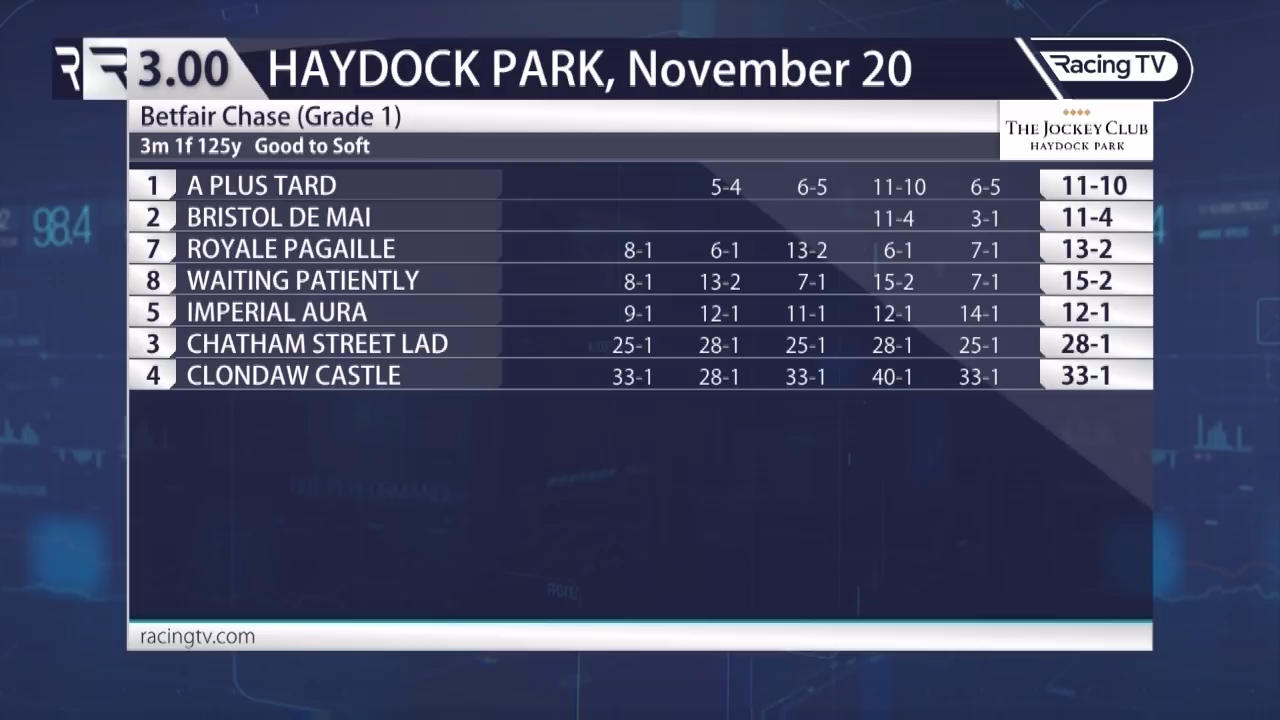 3.00 HAYDOCK PARK, November 20 Racing TV
Betfair Chase (Grade 1)
3m 1f 125y Good to Soft
THE JOCKEY CLUB
HAYDOCK PARK
1 A PLUS TARD 5-4 6-5 11-10 6-5 11-10
2 BRISTOL DE MAI 11-4 3-1 11-4
7 ROYALE PAGAILLE 8-1 6-1 13-2 6-1 7-1 13-2
8 WAITING PATIENTLY 8-1 13-2 7-1 15-2 7-1 15-2
5 IMPERIAL AURA 9-1 12-1 11-1 12-1 14-1 12-1
3 CHATHAM STREET LAD 25-1 28-1 25-1 28-1 25-1 28-1
4 CLONDAW CASTLE 33-1 28-1 33-1 40-1 33-1 33-1
98.4
racingtv.com